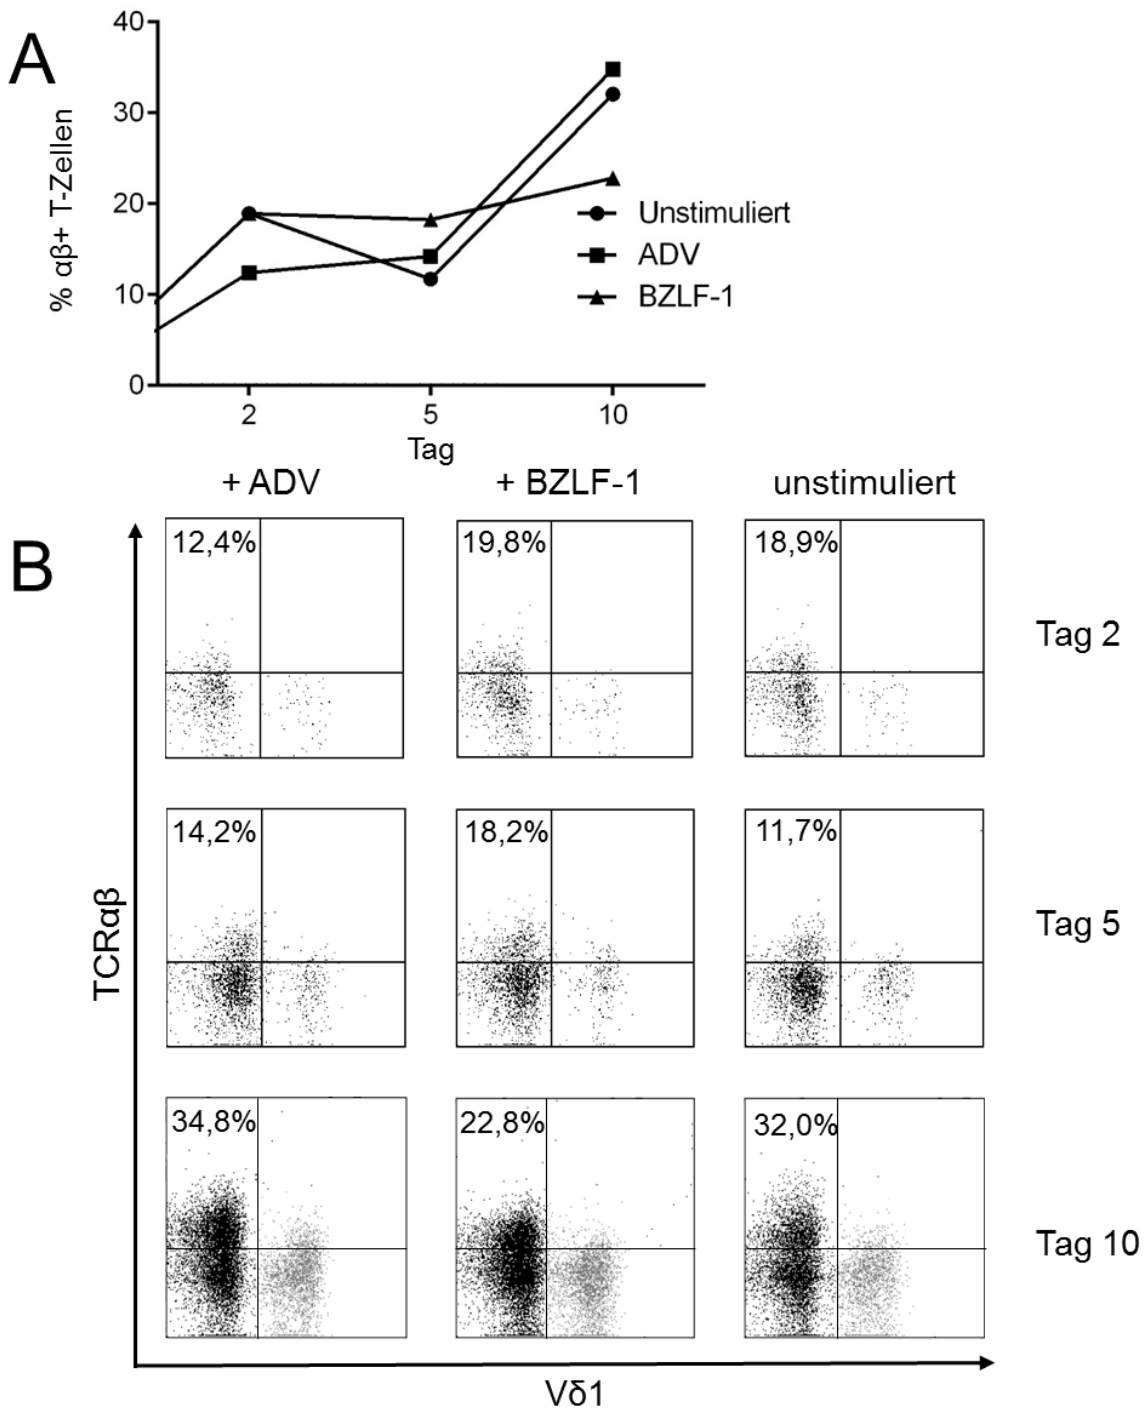 A
% αβ+ T-Zellen
40
30
20
10
0
2 5 10
Tag
Unstimuliert
ADV
BZLF-1
+ ADV + BZLF-1 unstimuliert
B
12,4% 19,8% 18,9%
Tag 2
14,2% 18,2% 11,7%
Tag 5
TCRαβ
34,8% 22,8% 32,0%
Tag 10
Vδ1